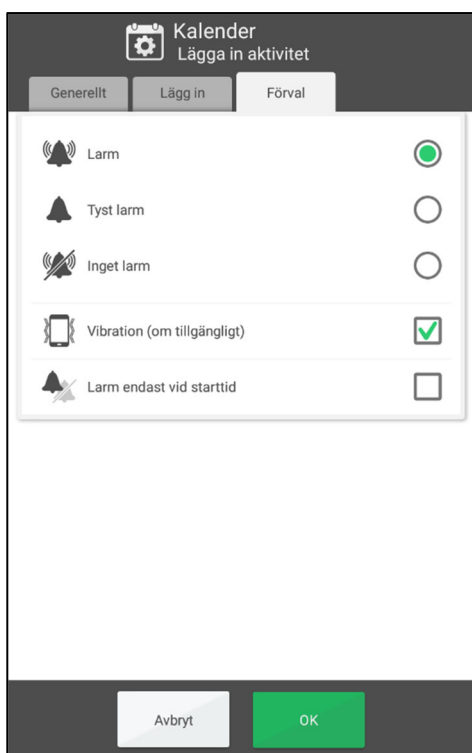 Kalender
Lägga in aktivitet
Generellt
Lägg in
Förval
Larm
Tyst larm
Inget larm
Vibration (om tillgängligt)
Larm endast vid starttid
Avbryt
OK